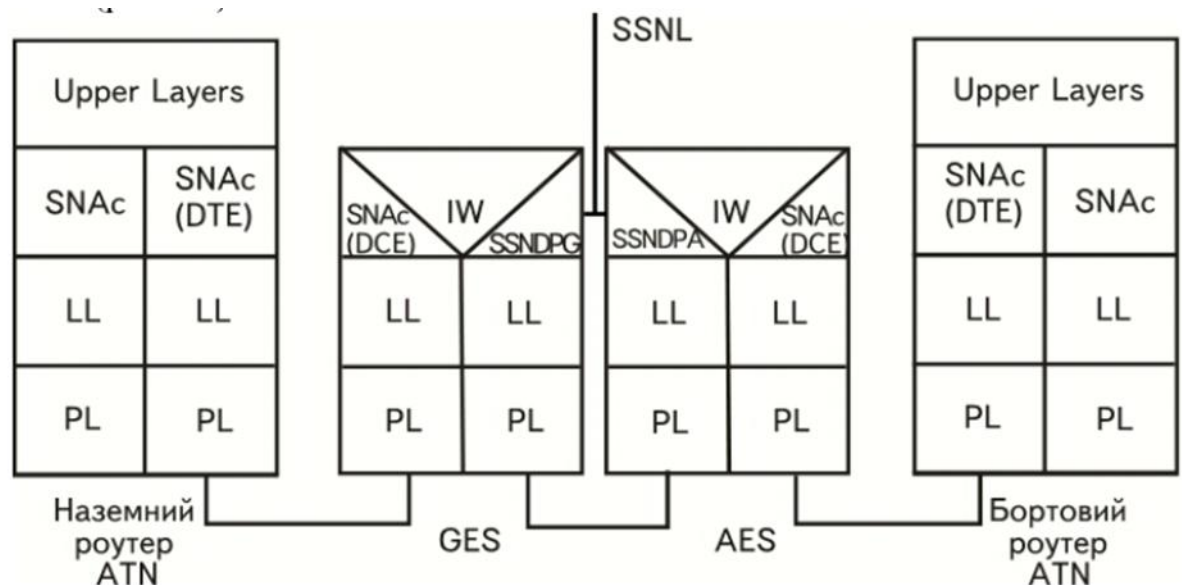 SSNL
Upper Layers
SNAc
SNAc
(DTE)
LL
LL
PL
PL
Наземний
роутер
ATN
SNAc
(DCE)
IW
SSNDPG
LL
LL
PL
PL
GES
SSNDPA
IW
SNAc
(DCE)
LL
LL
PL
PL
AES
Upper Layers
SNAc
(DTE)
SNAc
LL
LL
PL
PL
Бортовий
роутер
ATN